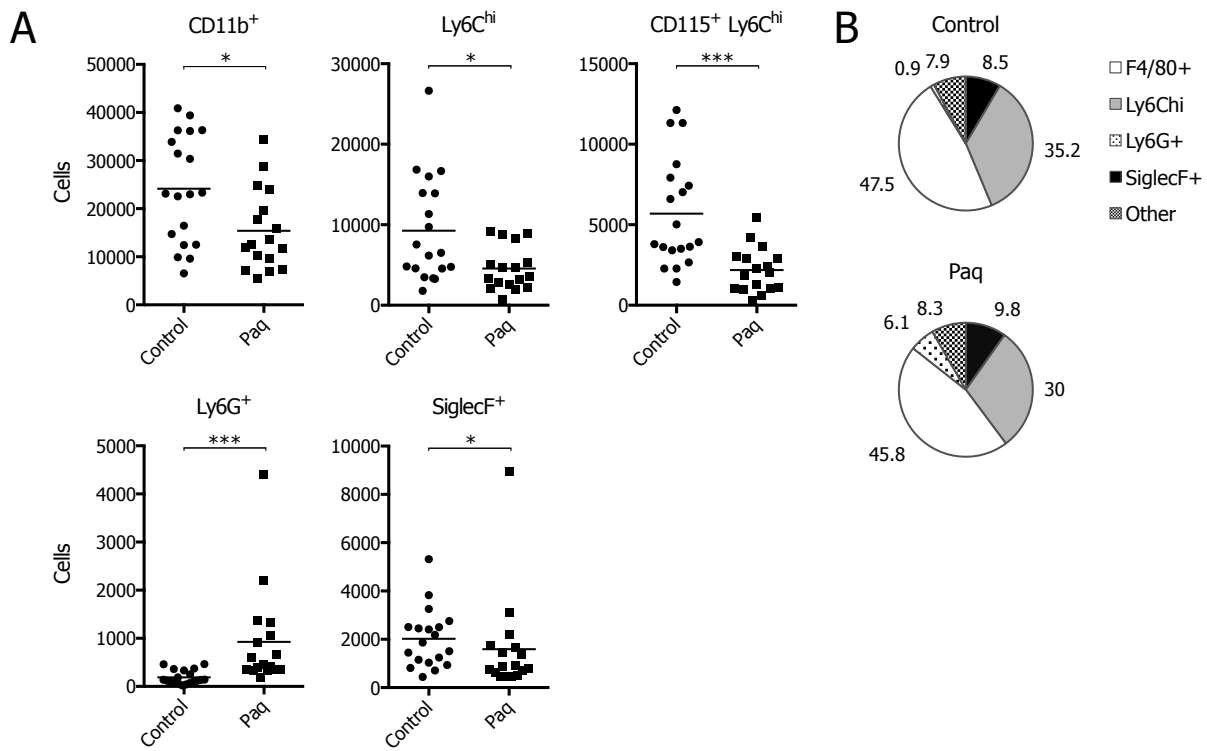 A
CD11b+
Ly6Chi
CD115+ Ly6Chi
B
Control
50000
40000
30000
20000
10000
0
Cells
*
Control
Paq
30000
20000
10000
0
*
Control
Paq
15000
10000
5000
0
***
Control
Paq
0.9
7.9
8.5
35.2
47.5
F4/80+
Ly6Chi
Ly6G+
SiglecF+
Other
Paq
6.1
8.3
9.8
30
45.8
Ly6G+
5000
4000
3000
2000
1000
0
Cells
***
Control
Paq
SiglecF+
10000
8000
6000
4000
2000
0
*
Control
Paq